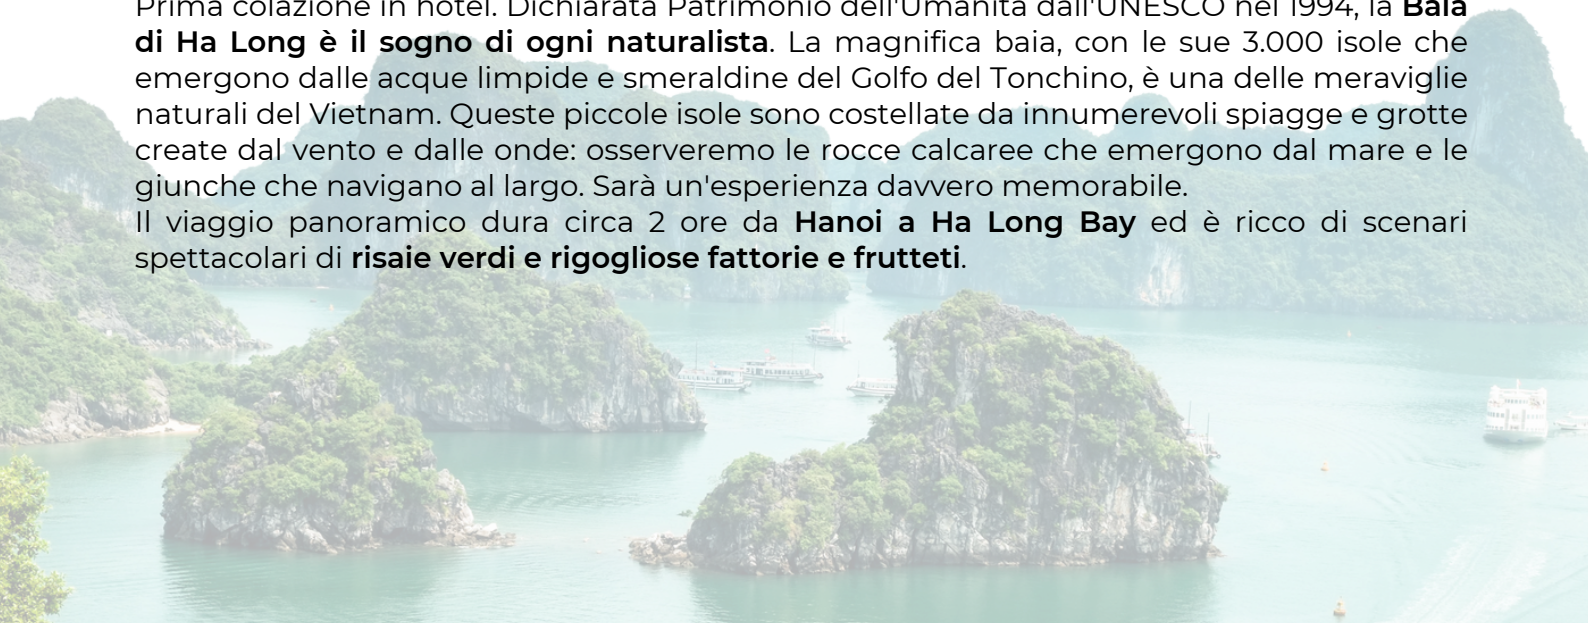 Prima colazione in hotel. Dichiarata Patrimonio dell'Umanità dall'UNESCO nel 1994, la Baia
di Ha Long è il sogno di ogni naturalista. La magnifica baia, con le sue 3.000 isole che
emergono dalle acque limpide e smeraldine del Golfo del Tonchino, è una delle meraviglie
naturali del Vietnam. Queste piccole isole sono costellate da innumerevoli spiagge e grotte
create dal vento e dalle onde: osserveremo le rocce calcaree che emergono dal mare e le
giunche che navigano al largo. Sarà un'esperienza davvero memorabile.
Il viaggio panoramico dura circa 2 ore da Hanoi a Ha Long Bay ed è ricco di scenari
spettacolari di risaie verdi e rigogliose fattorie e frutteti.